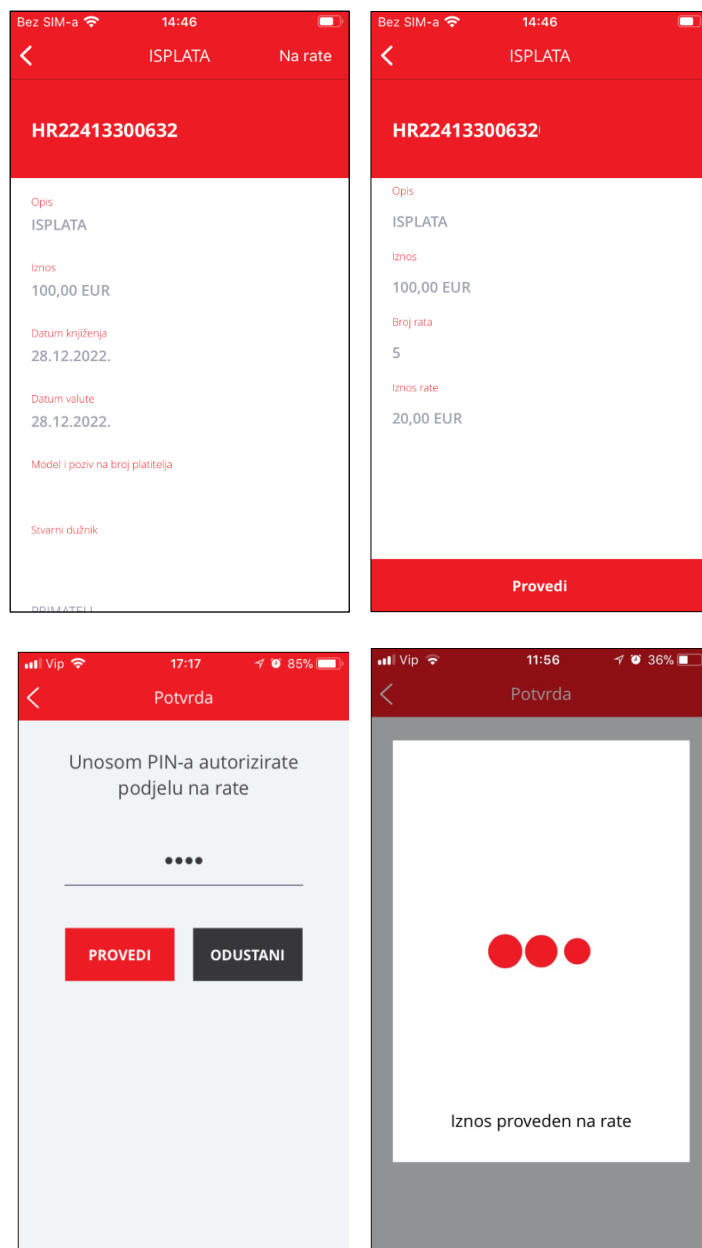 Bez SIM-a 14:46
ISPLATA Na rate
HR22413300632
Opis
ISPLATA
Iznos
100,00 EUR
Datum knjiženja
28.12.2022.
Datum valute
28.12.2022.
Model i poziv na broj platitelja
Stvarni dužnik
PRIMATELJ
Bez SIM-a 14:46
ISPLATA
HR22413300632
Opis
ISPLATA
Iznos
100,00 EUR
Broj rata
5
Iznos rate
20,00 EUR
Provedi
Vip 17:17 85%
Potvrda
Unosom PIN-a autorizirate
podjelu na rate
••••
PROVEDI ODUSTANI
Vip 11:56 36%
Potvrda
Iznos proveden na rate